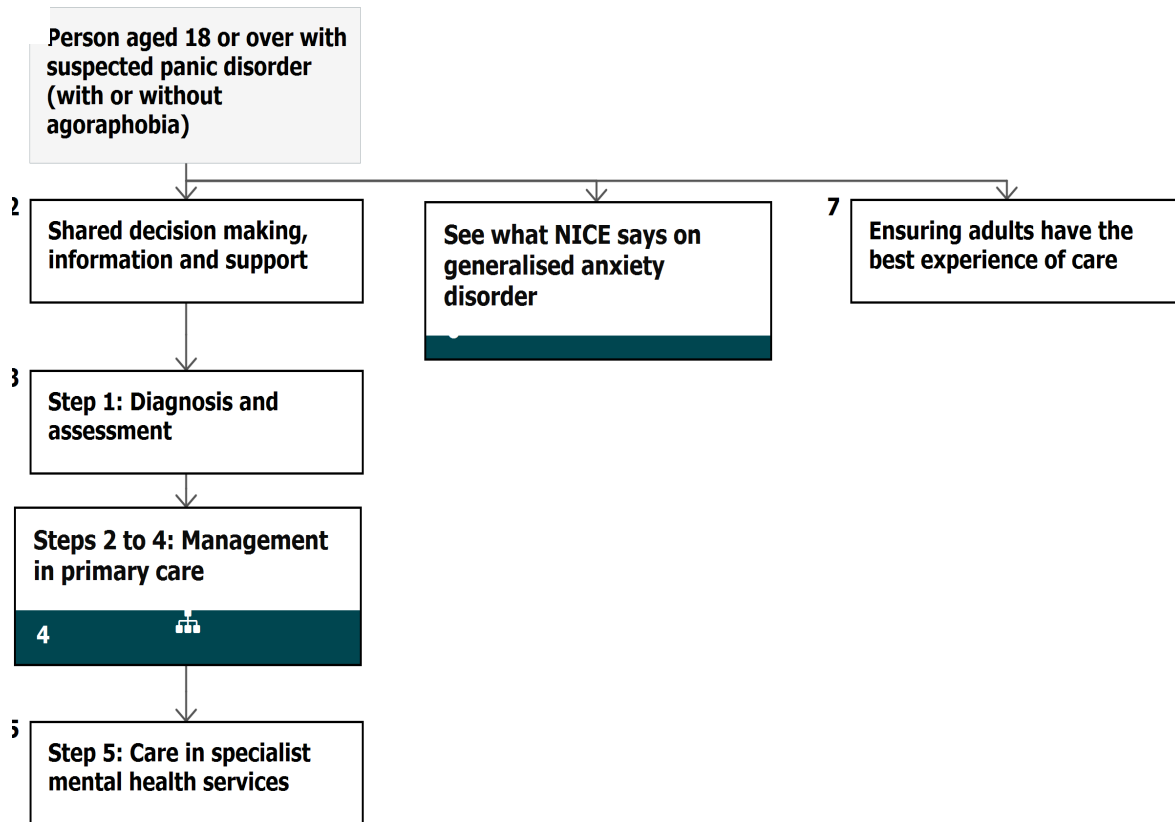 Person aged 18 or over with
suspected panic disorder
(with or without
agoraphobia)
2
Shared decision making,
information and support
See what NICE says on
generalised anxiety
disorder
7
Ensuring adults have the
best experience of care
3
Step 1: Diagnosis and
assessment
Steps 2 to 4: Management
in primary care
4
5
Step 5: Care in specialist
mental health services